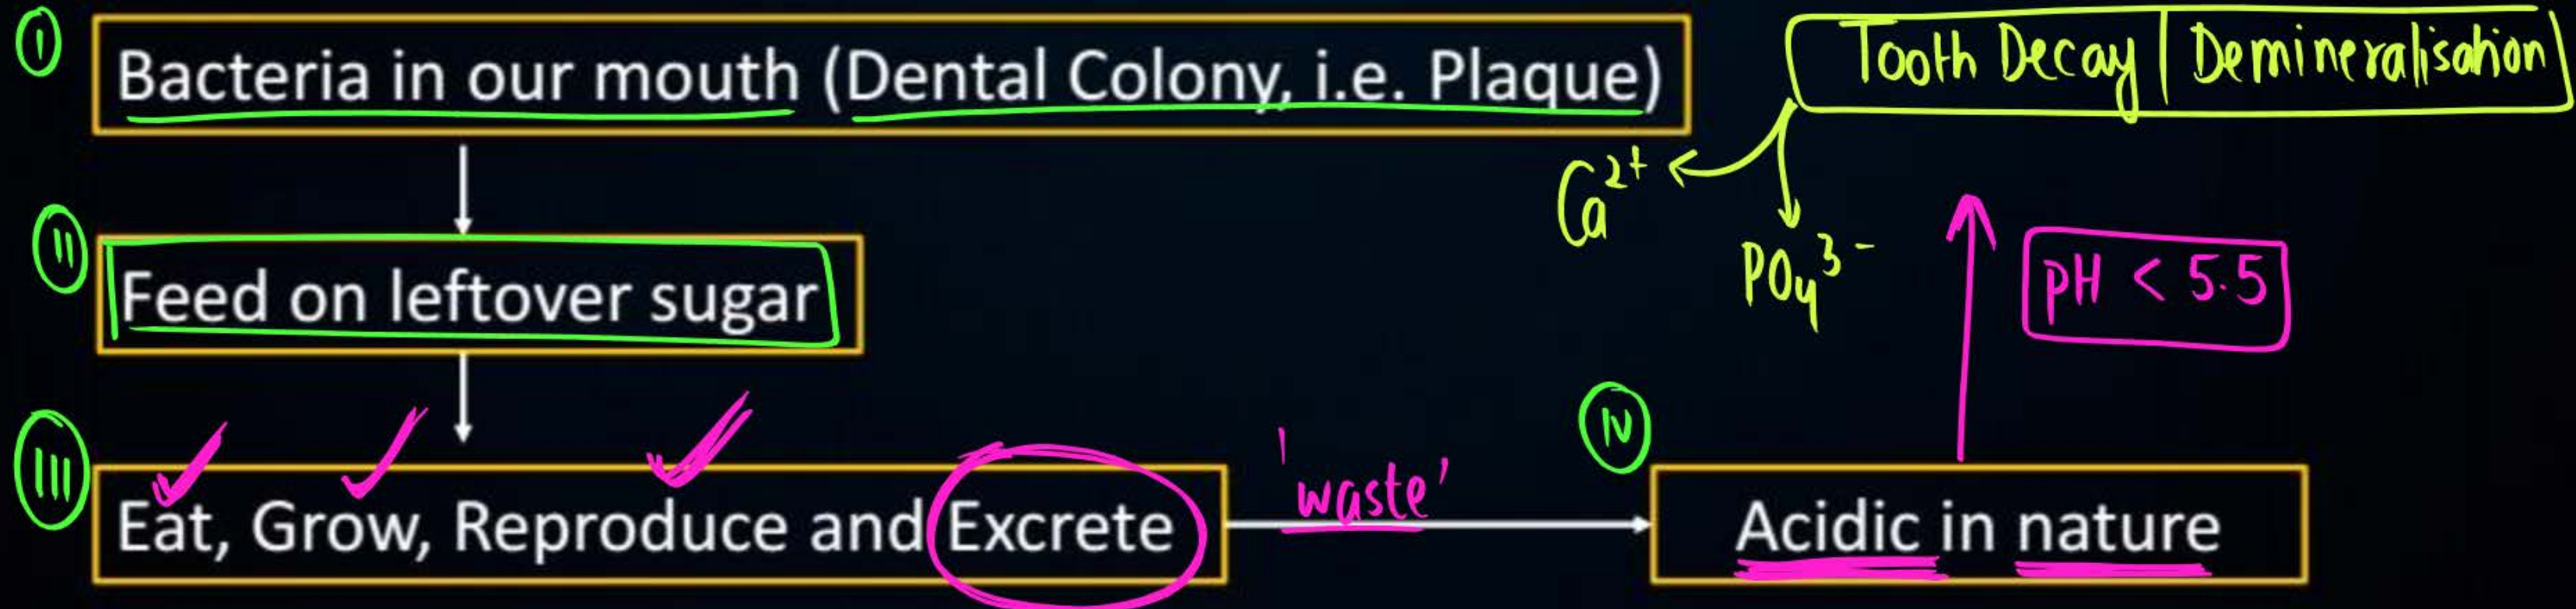 I
Bacteria in our mouth (Dental Colony, i.e. Plaque)
Tooth Decay | Demineralisation
Ca²⁺
PO₄³⁻
pH < 5.5
II
Feed on leftover sugar
III
Eat, Grow, Reproduce and Excrete
'waste'
IV
Acidic in nature